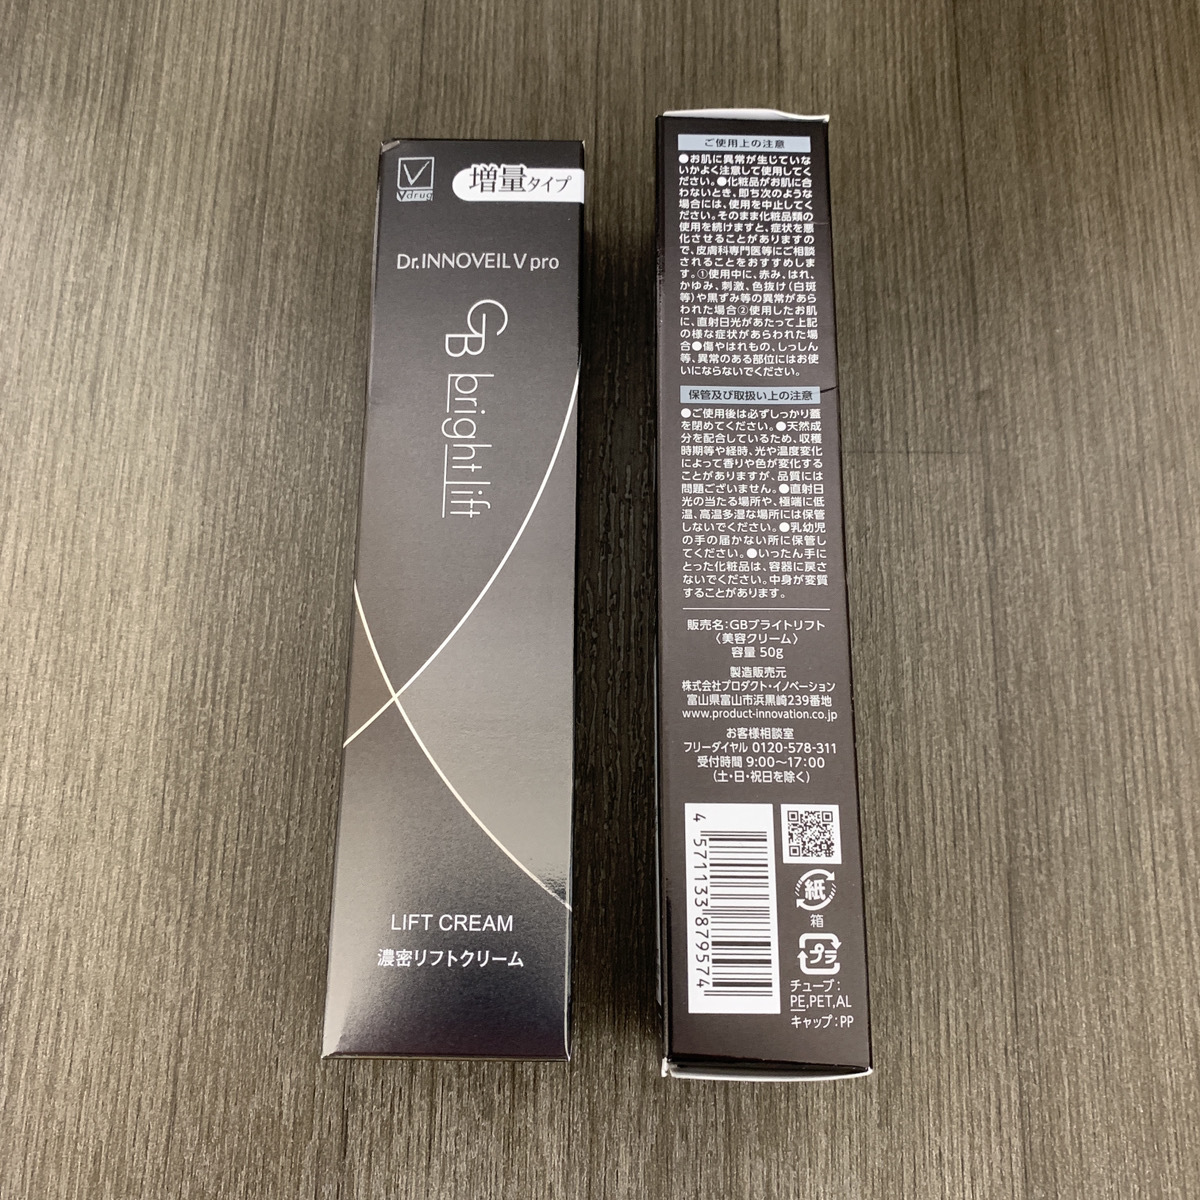 V drug
増量タイプ
Dr.INNOVEIL V pro
GB bright lift
LIFT CREAM
濃密リフトクリーム
ご使用上の注意
●お肌に異常が生じていな
いかよく注意して使用してく
ださい。●化粧品がお肌に合
わないとき、即ち次のような
場合には、使用を中止してく
ださい。そのまま化粧品類の
使用を続けますと、症状を悪
化させることがありますの
で、皮膚科専門医等にご相談
されることをおすすめしま
す。①使用中に、赤み、はれ、
かゆみ、刺激、色抜け(白斑
等)や黒ずみ等の異常があら
われた場合②使用したお肌
に、直射日光があたって上記
の様な症状があらわれた場
合●傷やはれもの、しっしん
等、異常のある部位にはお使
いにならないでください。
保管及び取扱い上の注意
●ご使用後は必ずしっかり蓋
を閉めてください。●天然成
分を配合しているため、収穫
時期等や経時、光や温度変化
によって香りや色が変化する
ことがありますが、品質には
問題ございません。●直射日
光の当たる場所や、極端に低
温、高温多湿な場所には保管
しないでください。●乳幼児
の手の届かない所に保管し
てください。●いったん手に
とった化粧品は、容器に戻さ
ないでください。中身が変質
することがあります。
販売名:GBブライトリフト
〈美容クリーム〉
容量 50g
製造販売元
株式会社プロダクト・イノベーション
富山県富山市浜黒崎239番地
www.product-innovation.co.jp
お客様相談室
フリーダイヤル 0120-578-311
受付時間 9:00〜17:00
(土・日・祝日を除く)
4 571133 879574
紙
箱
プラ
チューブ:
PE,PET,AL
キャップ:PP